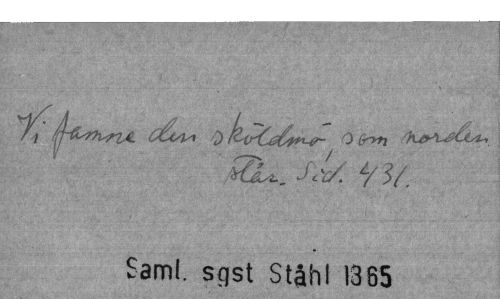 Vi famne den sköldmö, som norden
står. Sid. 431.
Saml. sgst Ståhl 1365